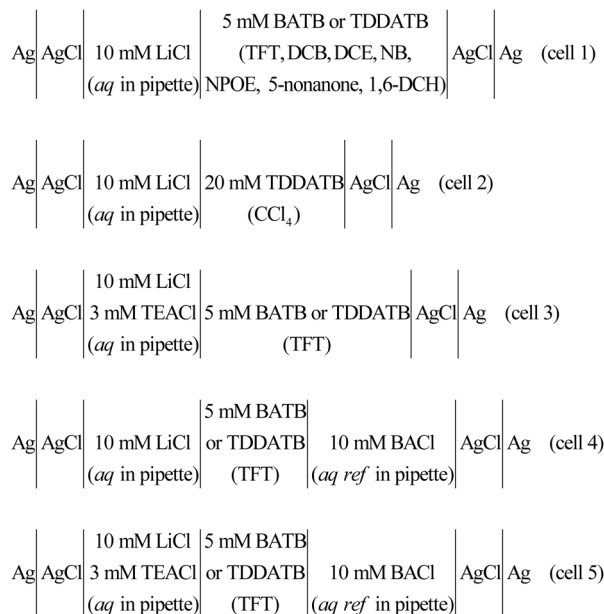 5 mM BATB or TDDATB
Ag AgCl 10 mM LiCl (TFT, DCB, DCE, NB, AgCl Ag (cell 1)
(aq in pipette) NPOE, 5-nonanone, 1,6-DCH)
Ag AgCl 10 mM LiCl 20 mM TDDATB AgCl Ag (cell 2)
(aq in pipette) (CCl₄)
10 mM LiCl
Ag AgCl 3 mM TEACl 5 mM BATB or TDDATB AgCl Ag (cell 3)
(aq in pipette) (TFT)
5 mM BATB
Ag AgCl 10 mM LiCl or TDDATB 10 mM BACl AgCl Ag (cell 4)
(aq in pipette) (TFT) (aq ref in pipette)
10 mM LiCl 5 mM BATB
Ag AgCl 3 mM TEACl or TDDATB 10 mM BACl AgCl Ag (cell 5)
(aq in pipette) (TFT) (aq ref in pipette)